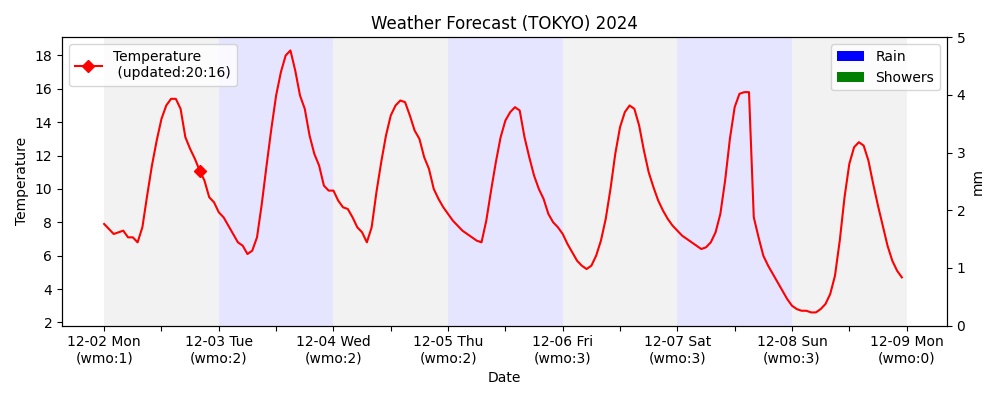 Weather Forecast (TOKYO) 2024
Temperature
(updated:20:16)
Rain
Showers
18
16
14
12
10
8
6
4
2
Temperature
5
4
3
2
1
0
mm
12-02 Mon
(wmo:1)
12-03 Tue
(wmo:2)
12-04 Wed
(wmo:2)
12-05 Thu
(wmo:2)
12-06 Fri
(wmo:3)
12-07 Sat
(wmo:3)
12-08 Sun
(wmo:3)
12-09 Mon
(wmo:0)
Date